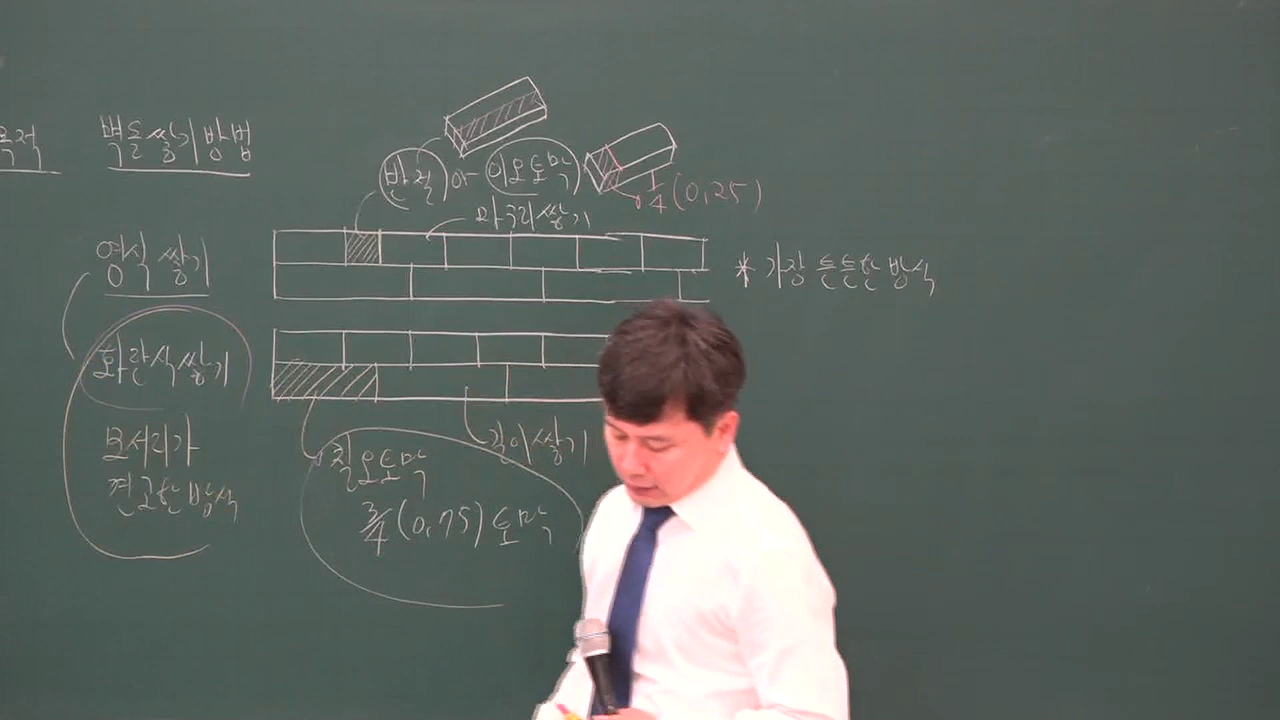 벽돌쌓기 방법
반절 or 이오토막
1/4 (0,25)
마구리쌓기
영식 쌓기
* 가장 튼튼한 방식
화란식쌓기
길이쌓기
모서리가
견고한 방식
칠오토막
3/4 (0,75) 토막